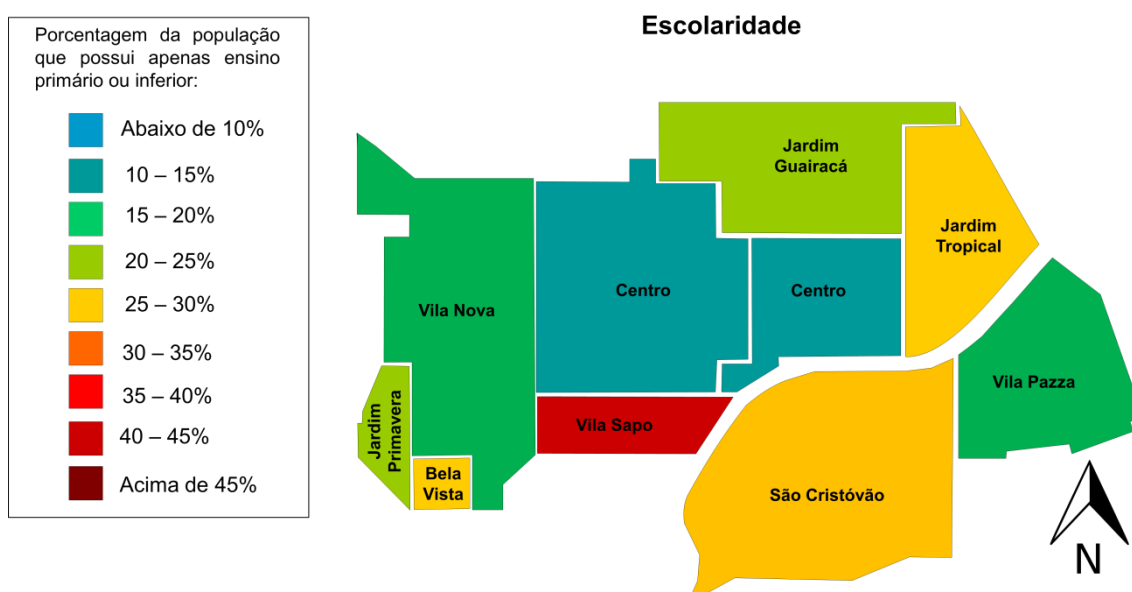 Escolaridade
Porcentagem da população
que possui apenas ensino
primário ou inferior:
Abaixo de 10%
10 – 15%
15 – 20%
20 – 25%
25 – 30%
30 – 35%
35 – 40%
40 – 45%
Acima de 45%
Jardim
Guairacá
Jardim
Tropical
Centro
Centro
Vila Nova
Vila Pazza
Jardim
Primavera
Vila Sapo
Bela
Vista
São Cristóvão
N